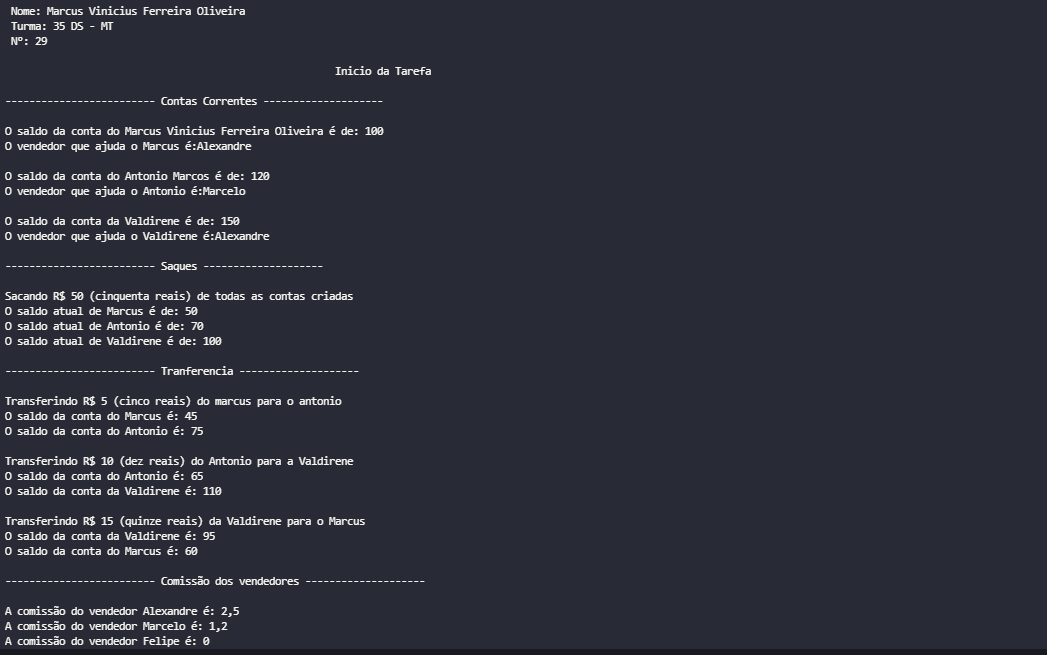 Nome: Marcus Vinicius Ferreira Oliveira
Turma: 35 DS - MT
Nº: 29
Inicio da Tarefa
------------------------- Contas Correntes --------------------
O saldo da conta do Marcus Vinicius Ferreira Oliveira é de: 100
O vendedor que ajuda o Marcus é:Alexandre
O saldo da conta do Antonio Marcos é de: 120
O vendedor que ajuda o Antonio é:Marcelo
O saldo da conta da Valdirene é de: 150
O vendedor que ajuda o Valdirene é:Alexandre
------------------------- Saques --------------------
Sacando R$ 50 (cinquenta reais) de todas as contas criadas
O saldo atual de Marcus é de: 50
O saldo atual de Antonio é de: 70
O saldo atual de Valdirene é de: 100
------------------------- Tranferencia --------------------
Transferindo R$ 5 (cinco reais) do marcus para o antonio
O saldo da conta do Marcus é: 45
O saldo da conta do Antonio é: 75
Transferindo R$ 10 (dez reais) do Antonio para a Valdirene
O saldo da conta do Antonio é: 65
O saldo da conta da Valdirene é: 110
Transferindo R$ 15 (quinze reais) da Valdirene para o Marcus
O saldo da conta da Valdirene é: 95
O saldo da conta do Marcus é: 60
------------------------- Comissão dos vendedores --------------------
A comissão do vendedor Alexandre é: 2,5
A comissão do vendedor Marcelo é: 1,2
A comissão do vendedor Felipe é: 0